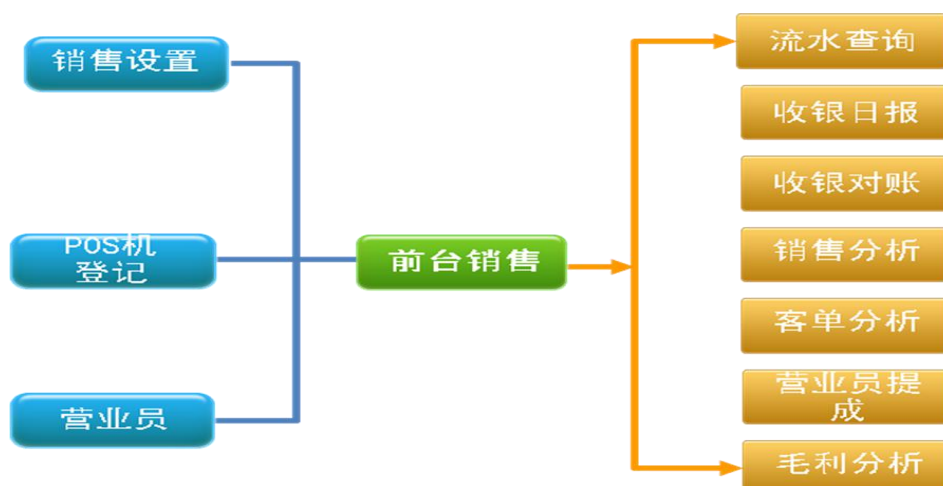 销售设置
POS机
登记
营业员
前台销售
流水查询
收银日报
收银对账
销售分析
客单分析
营业员提
成
毛利分析